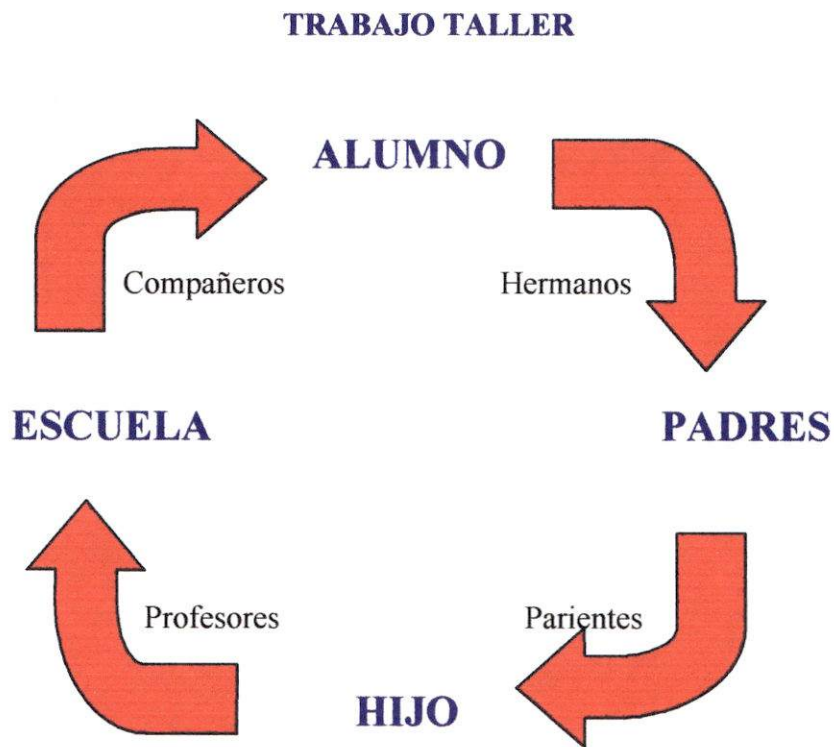 TRABAJO TALLER
ALUMNO
Compañeros
Hermanos
ESCUELA
PADRES
Profesores
Parientes
HIJO